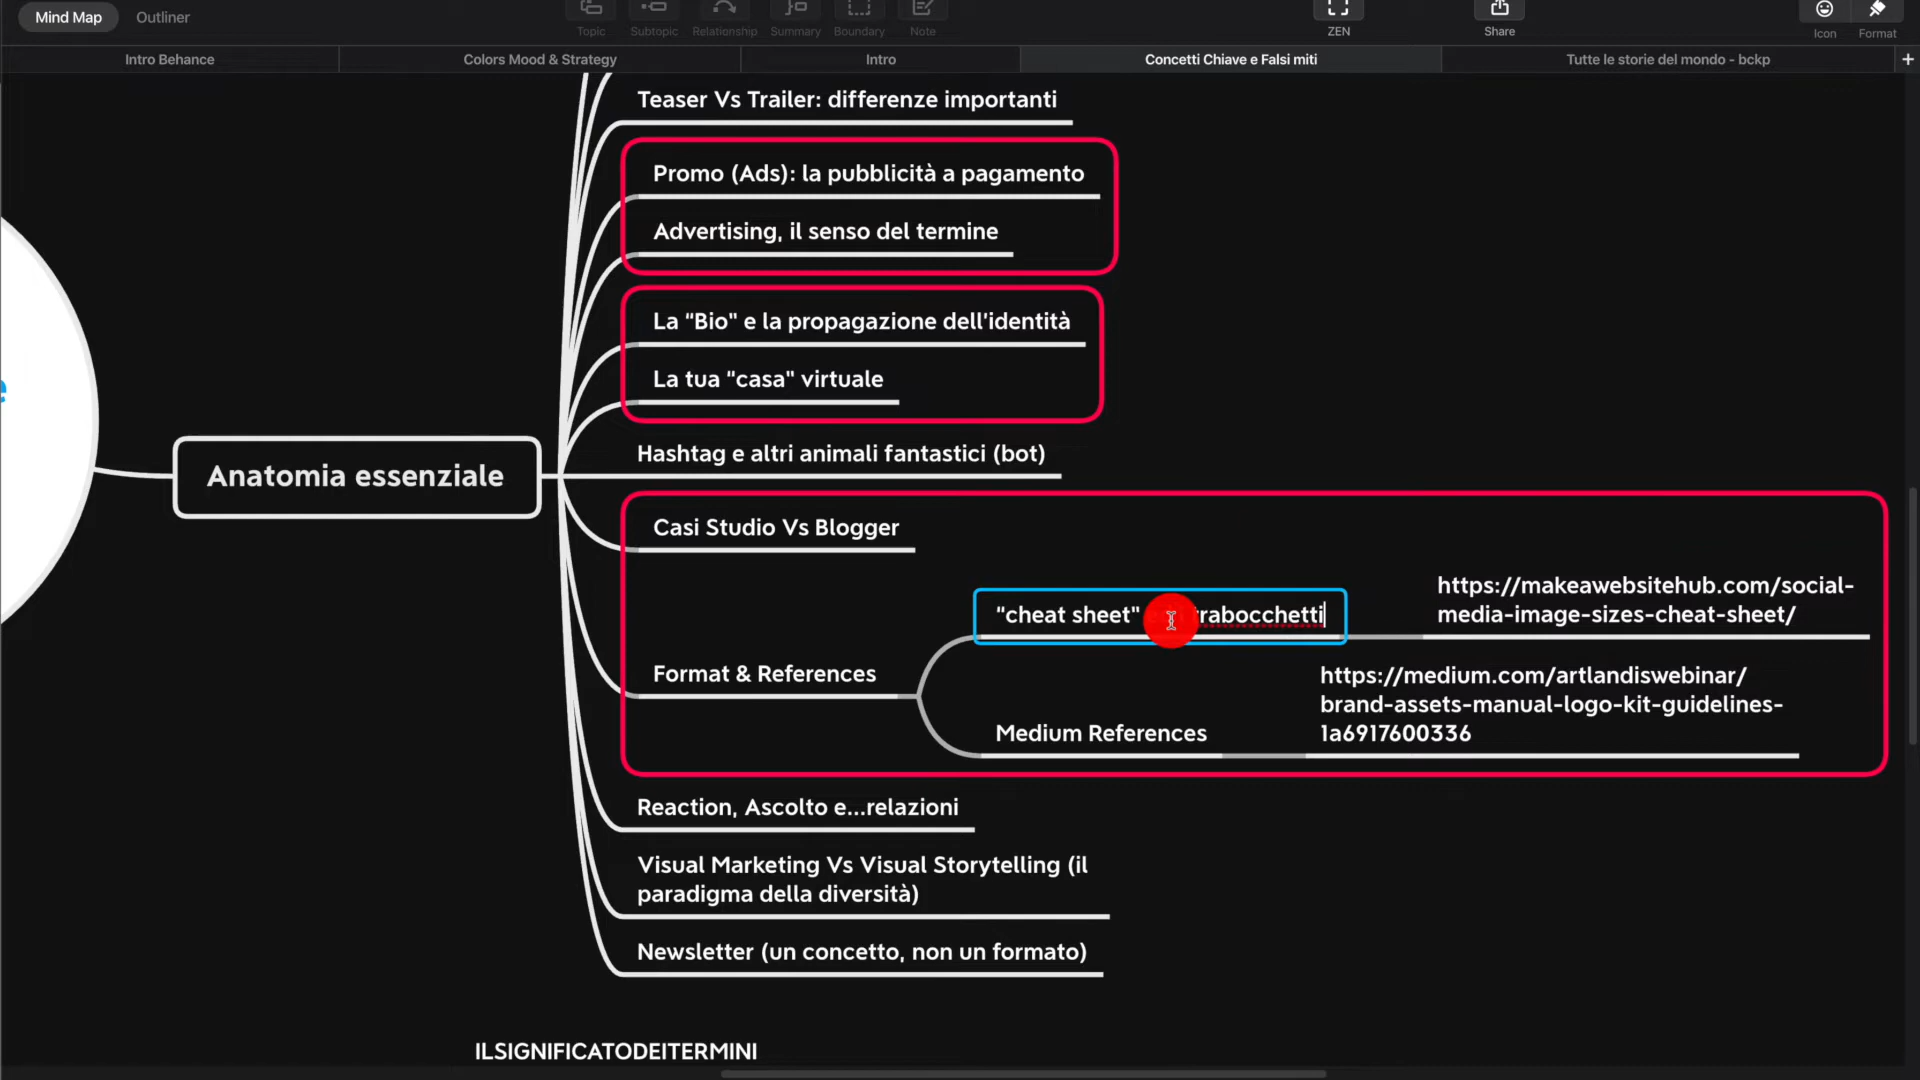 Mind Map
Outliner
Topic
Subtopic
Relationship
Summary
Boundary
Note
ZEN
Share
Icon
Format
Intro Behance
Colors Mood & Strategy
Intro
Concetti Chiave e Falsi miti
Tutte le storie del mondo - bckp
+
Teaser Vs Trailer: differenze importanti
Promo (Ads): la pubblicità a pagamento
Advertising, il senso del termine
La "Bio" e la propagazione dell'identità
La tua "casa" virtuale
Anatomia essenziale
Hashtag e altri animali fantastici (bot)
Casi Studio Vs Blogger
Format & References
"cheat sheet" rabocchetti
https://makeawebsitehub.com/social-
media-image-sizes-cheat-sheet/
Medium References
https://medium.com/artlandiswebinar/
brand-assets-manual-logo-kit-guidelines-
1a6917600336
Reaction, Ascolto e...relazioni
Visual Marketing Vs Visual Storytelling (il
paradigma della diversità)
Newsletter (un concetto, non un formato)
ILSIGNIFICATODEITERMINI